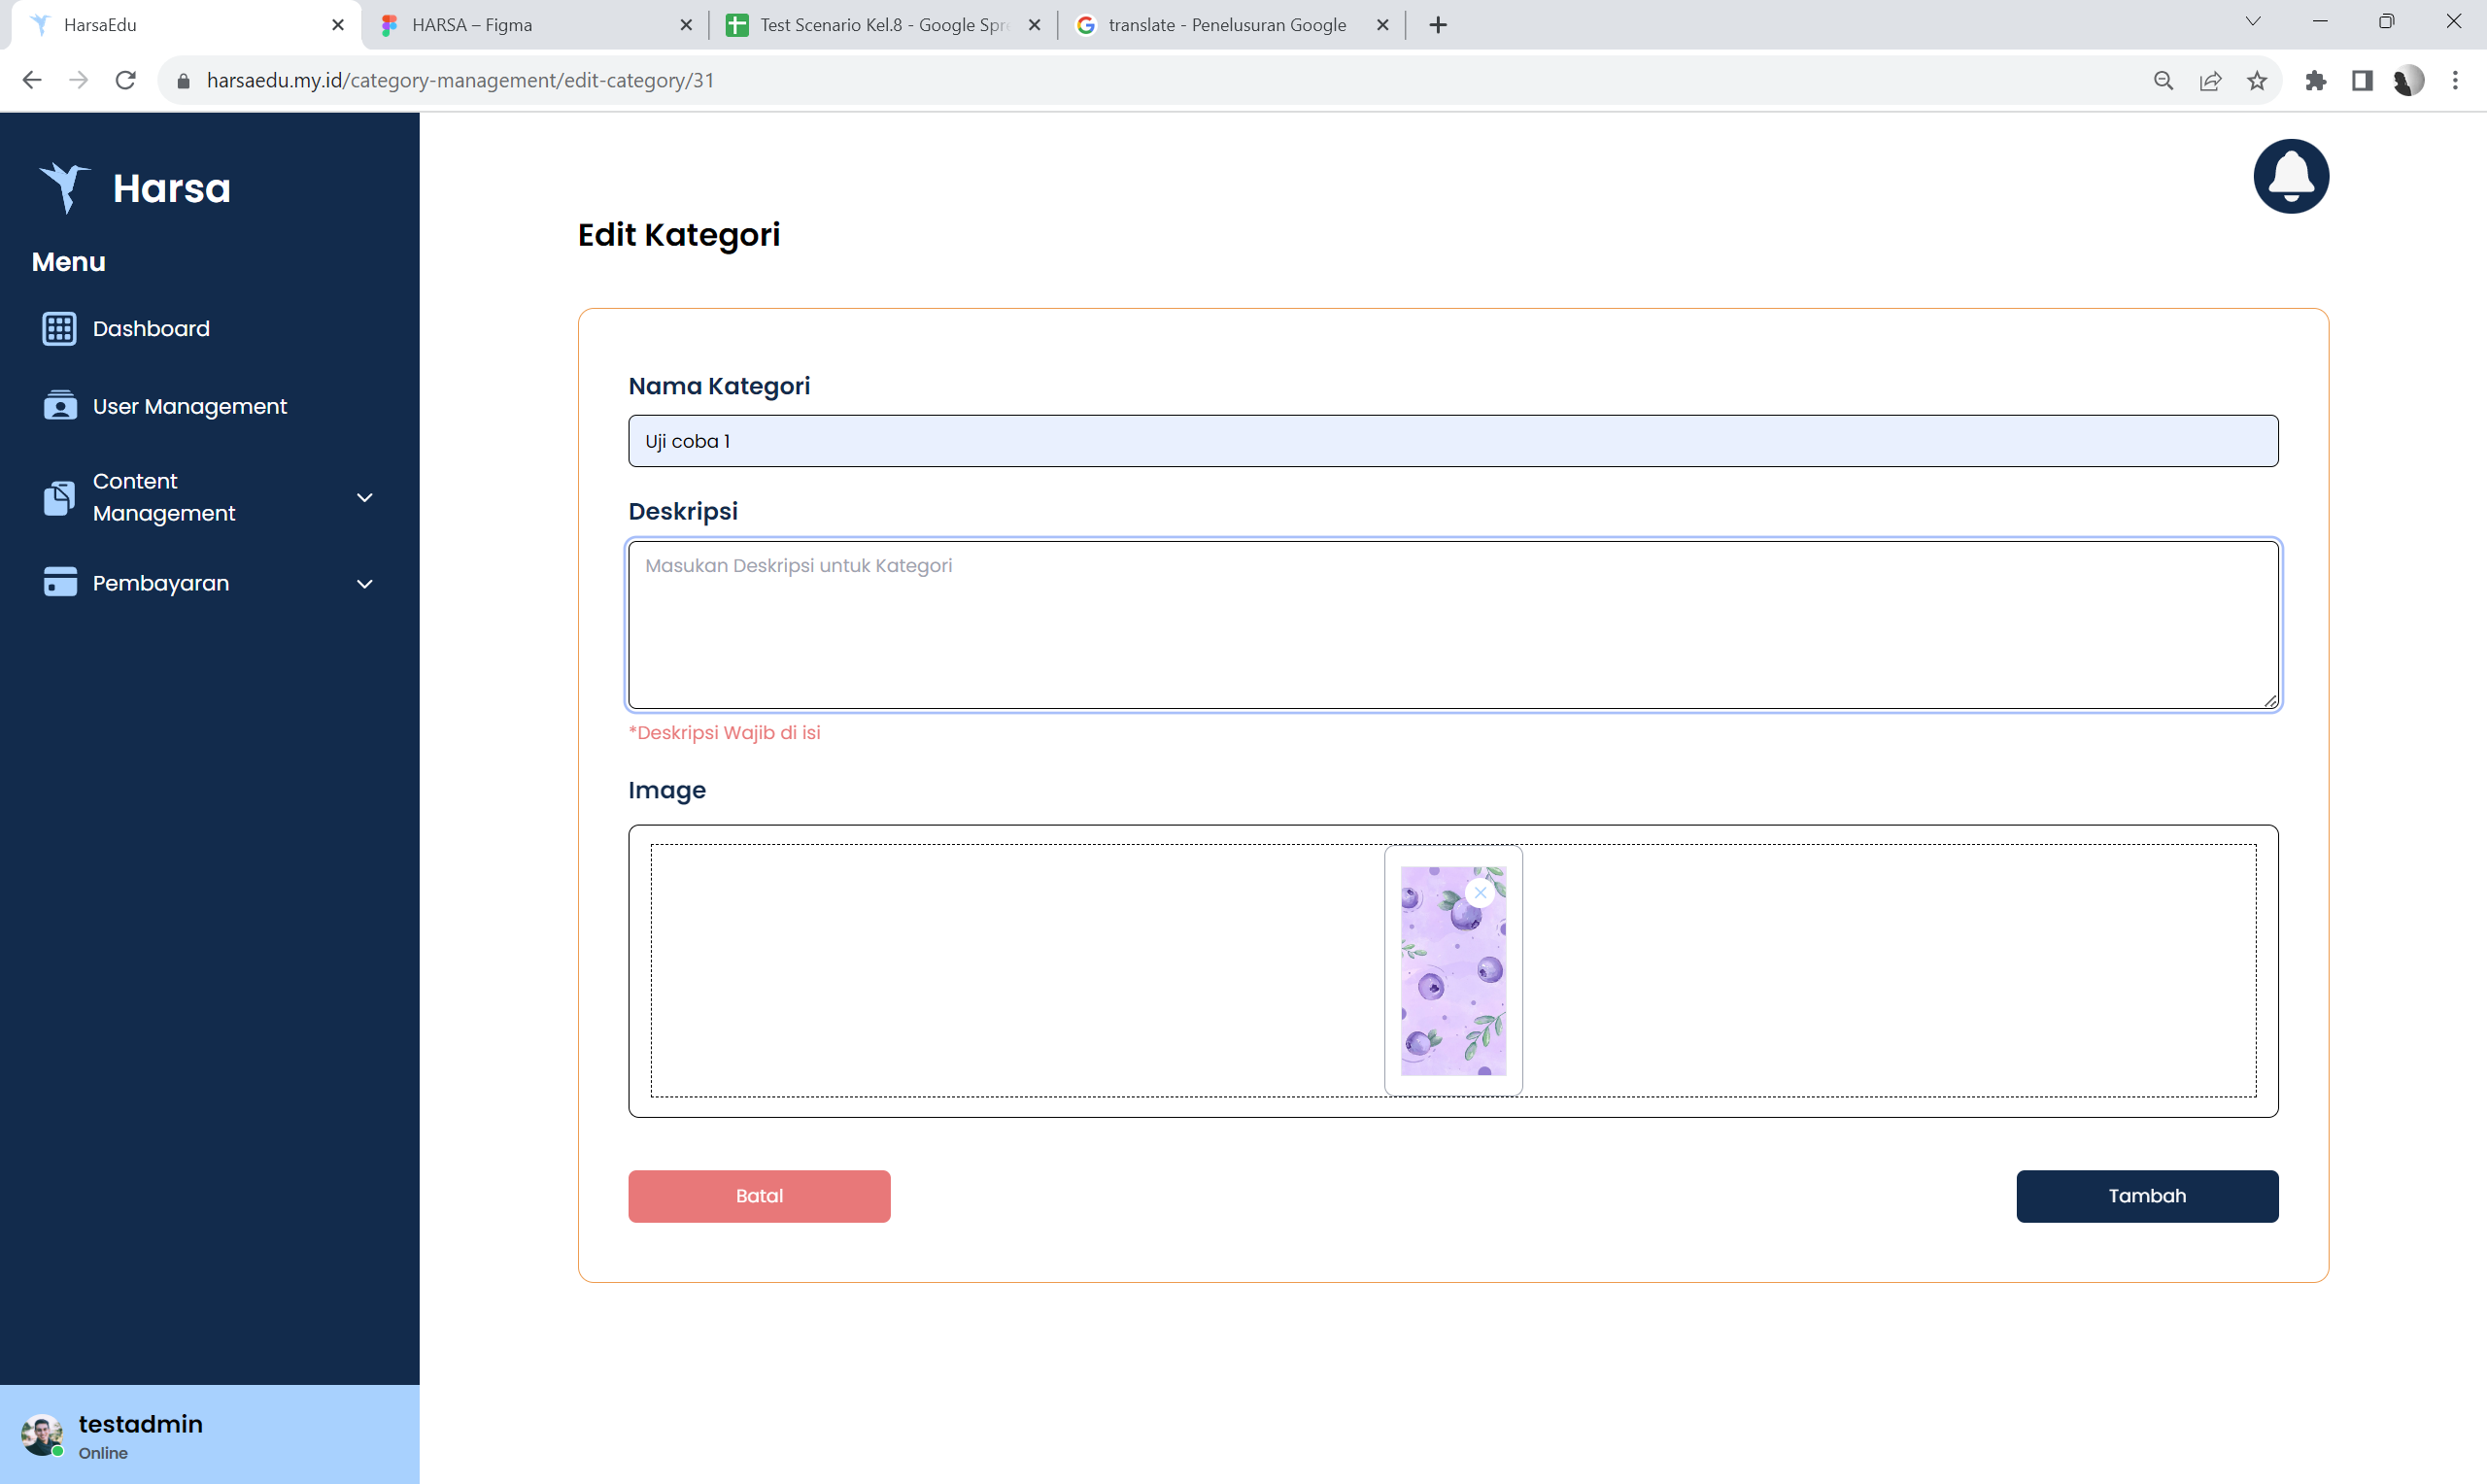 HarsaEdu
HARSA – Figma
Test Scenario Kel.8 - Google Spre
translate - Penelusuran Google
harsaedu.my.id/category-management/edit-category/31
Harsa
Menu
Dashboard
User Management
Content
Management
Pembayaran
testadmin
Online
Edit Kategori
Nama Kategori
Uji coba 1
Deskripsi
Masukan Deskripsi untuk Kategori
*Deskripsi Wajib di isi
Image
Batal
Tambah